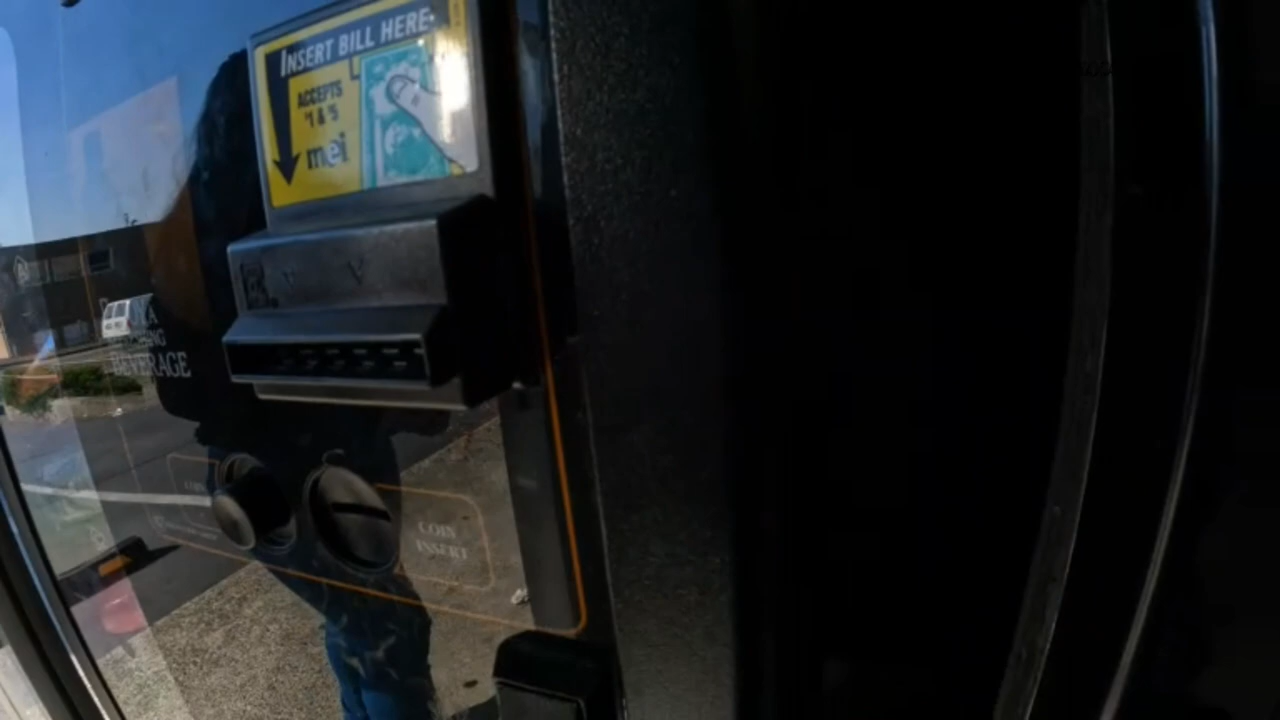 INSERT BILL HERE
ACCEPTS
$1 & $5
mei
BEVERAGE
COIN
INSERT